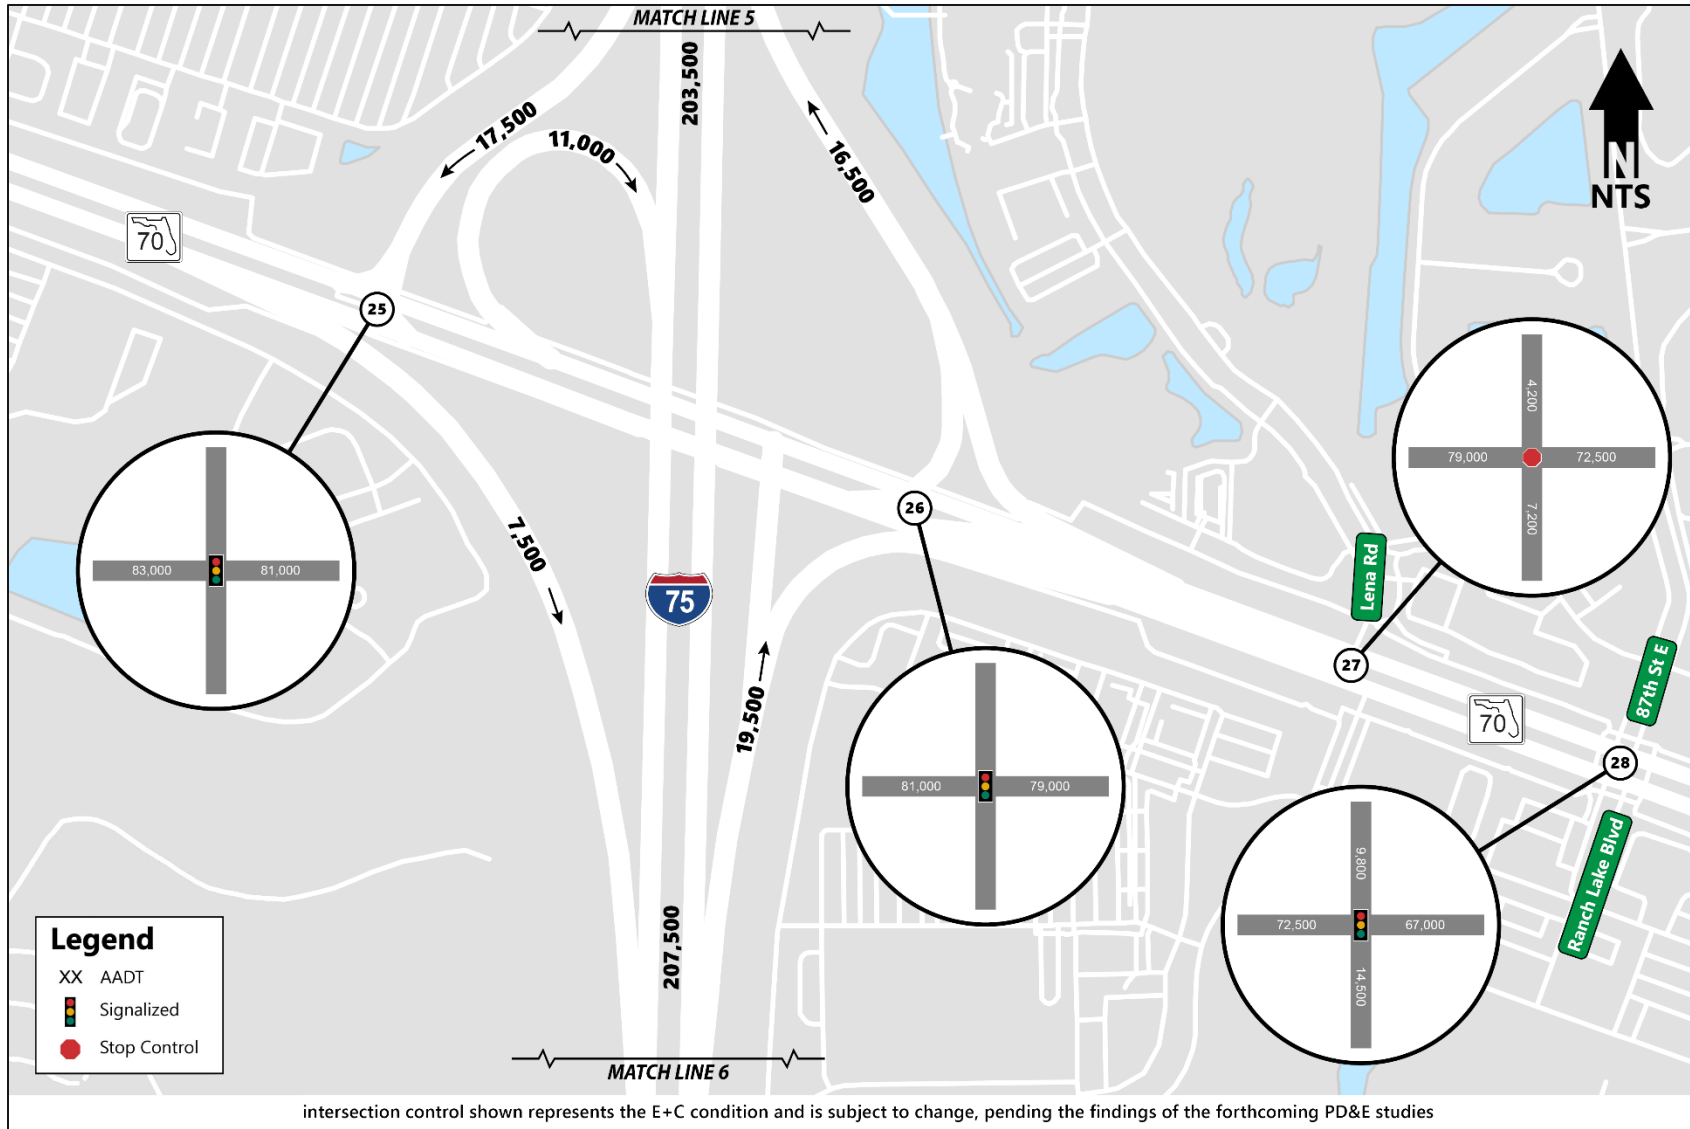 MATCH LINE 5
203,500
17,500
11,000
16,500
N
NTS
70
25
4,200
79,000
72,500
7,200
26
7,500
83,000
81,000
75
Lena Rd
27
19,500
87th St E
70
28
81,000
79,000
Ranch Lake Blvd
9,800
72,500
67,000
14,500
207,500
Legend
XX AADT
Signalized
Stop Control
MATCH LINE 6
intersection control shown represents the E+C condition and is subject to change, pending the findings of the forthcoming PD&E studies